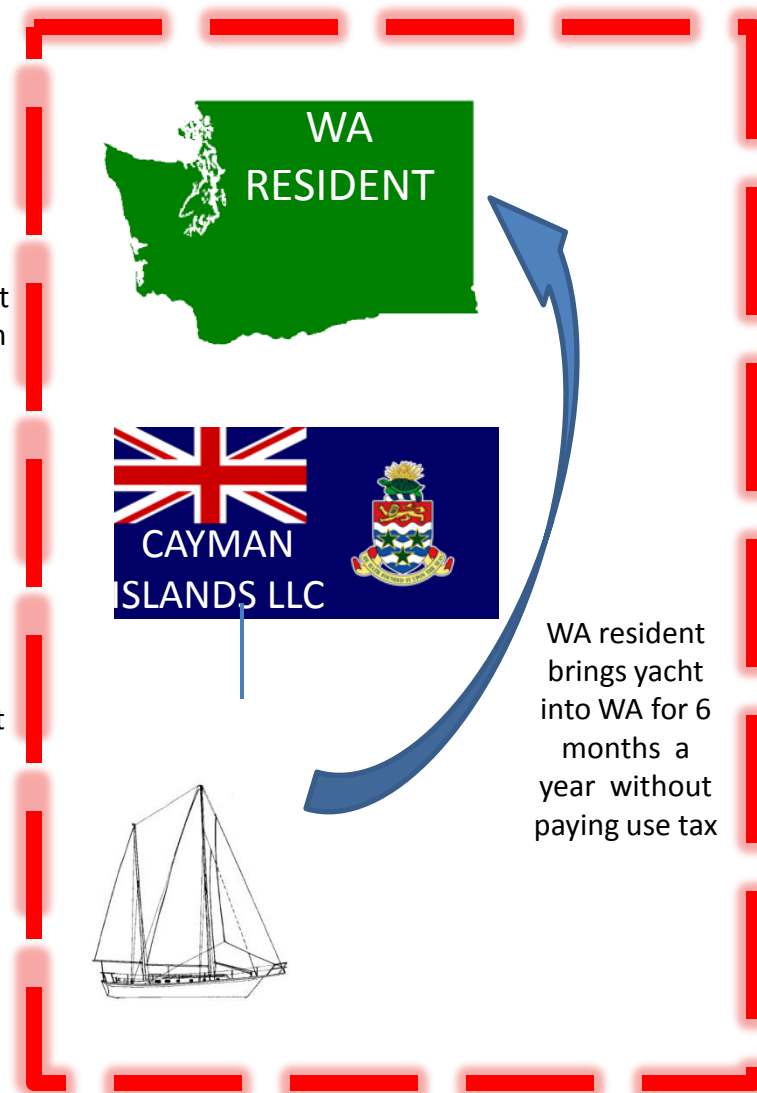 WA
RESIDENT
t
n
CAYMAN
ISLANDS LLC
t
WA resident
brings yacht
into WA for 6
months a
year without
paying use tax